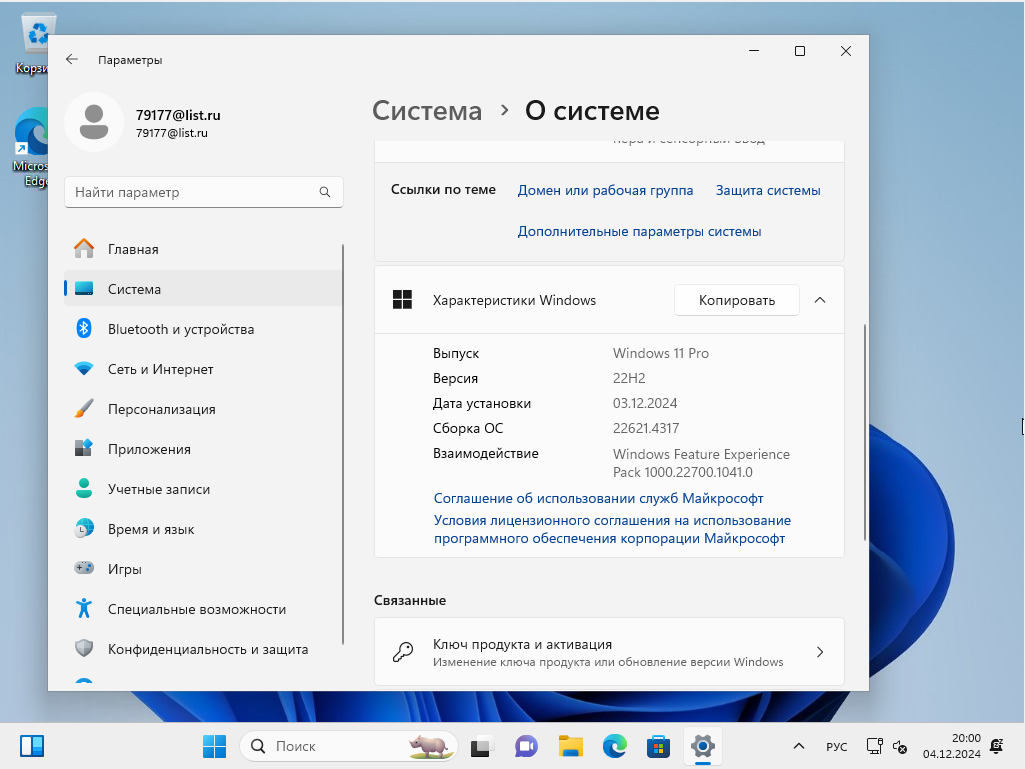 Корзи
Micros
Edge
Параметры
79177@list.ru
79177@list.ru
Найти параметр
Главная
Система
Bluetooth и устройства
Сеть и Интернет
Персонализация
Приложения
Учетные записи
Время и язык
Игры
Специальные возможности
Конфиденциальность и защита
Система › О системе
пера и сенсорный ввод
Ссылки по теме Домен или рабочая группа Защита системы
Дополнительные параметры системы
Характеристики Windows Копировать
Выпуск Windows 11 Pro
Версия 22H2
Дата установки 03.12.2024
Сборка ОС 22621.4317
Взаимодействие Windows Feature Experience
Pack 1000.22700.1041.0
Соглашение об использовании служб Майкрософт
Условия лицензионного соглашения на использование
программного обеспечения корпорации Майкрософт
Связанные
Ключ продукта и активация
Изменение ключа продукта или обновление версии Windows
Поиск
РУС
20:00
04.12.2024